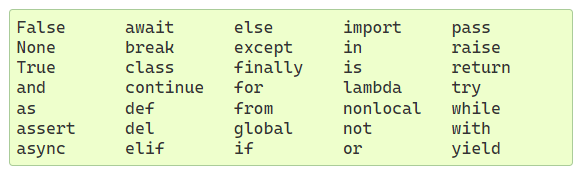 False      await      else       import     pass
None       break      except     in         raise
True       class      finally    is         return
and        continue   for        lambda     try
as         def        from       nonlocal   while
assert     del        global     not        with
async      elif       if         or         yield